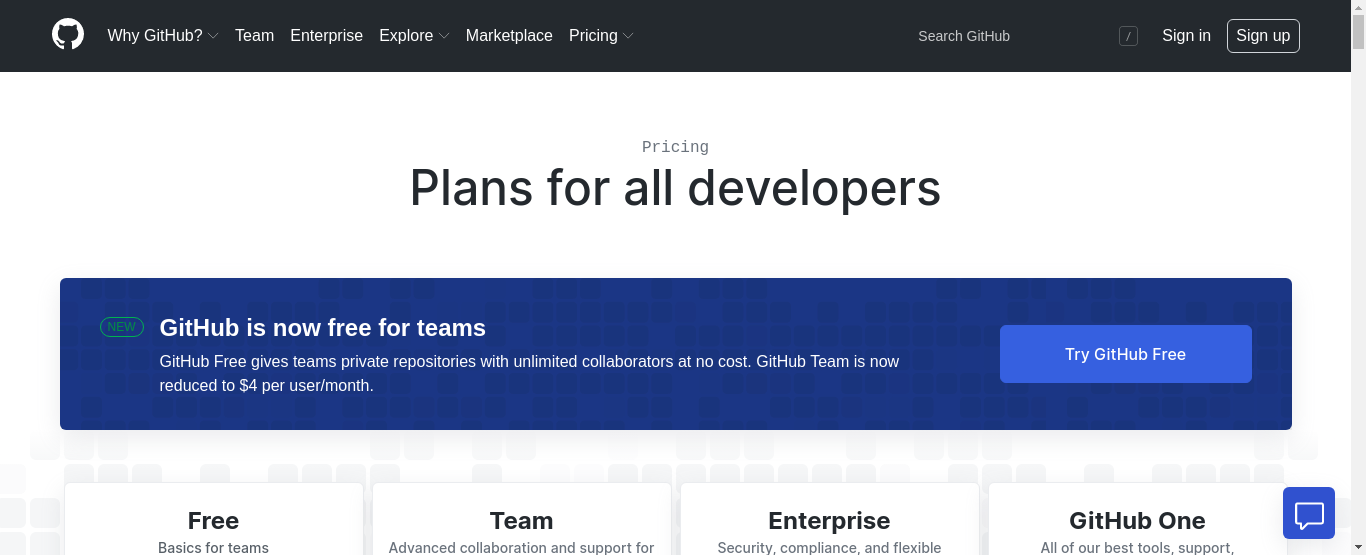 Why GitHub? Team Enterprise Explore Marketplace Pricing Search GitHub / Sign in Sign up
Pricing
Plans for all developers
NEW GitHub is now free for teams
GitHub Free gives teams private repositories with unlimited collaborators at no cost. GitHub Team is now
reduced to $4 per user/month.
Try GitHub Free
Free
Basics for teams
Team
Advanced collaboration and support for
Enterprise
Security, compliance, and flexible
GitHub One
All of our best tools, support,